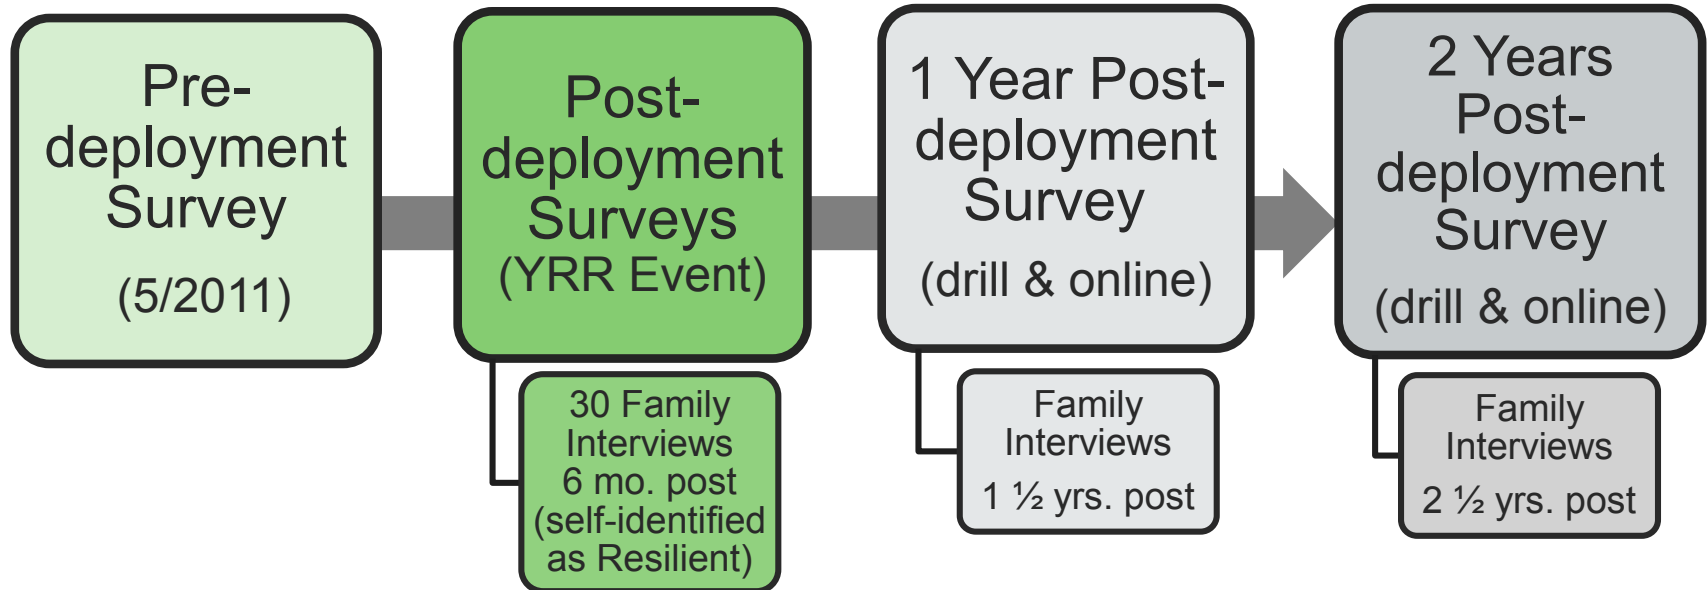 Pre-
deployment
Survey
(5/2011)
Post-
deployment
Surveys
(YRR Event)
30 Family
Interviews
6 mo. post
(self-identified
as Resilient)
1 Year Post-
deployment
Survey
(drill & online)
Family
Interviews
1 ½ yrs. post
2 Years
Post-
deployment
Survey
(drill & online)
Family
Interviews
2 ½ yrs. post